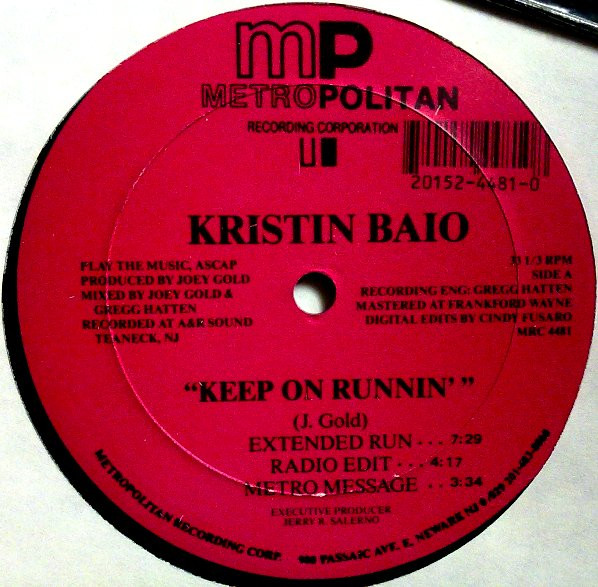 mP
METROPOLITAN
RECORDING CORPORATION
20152-4481-0
KRISTIN BAIO
PLAY THE MUSIC, ASCAP
PRODUCED BY JOEY GOLD
MIXED BY JOEY GOLD &
GREGG HATTEN
RECORDED AT A&R SOUND
TEANECK, NJ
33 1/3 RPM
SIDE A
RECORDING ENG: GREGG HATTEN
MASTERED AT FRANKFORD WAYNE
DIGITAL EDITS BY CINDY FUSARO
MRC 4481
“KEEP ON RUNNIN’”
(J. Gold)
EXTENDED RUN . . . 7:29
RADIO EDIT . . . 4:17
METRO MESSAGE . . 3:34
EXECUTIVE PRODUCER
JERRY R. SALERNO
METROPOLITAN RECORDING CORP. 900 PASSAIC AVE. E. NEWARK NJ